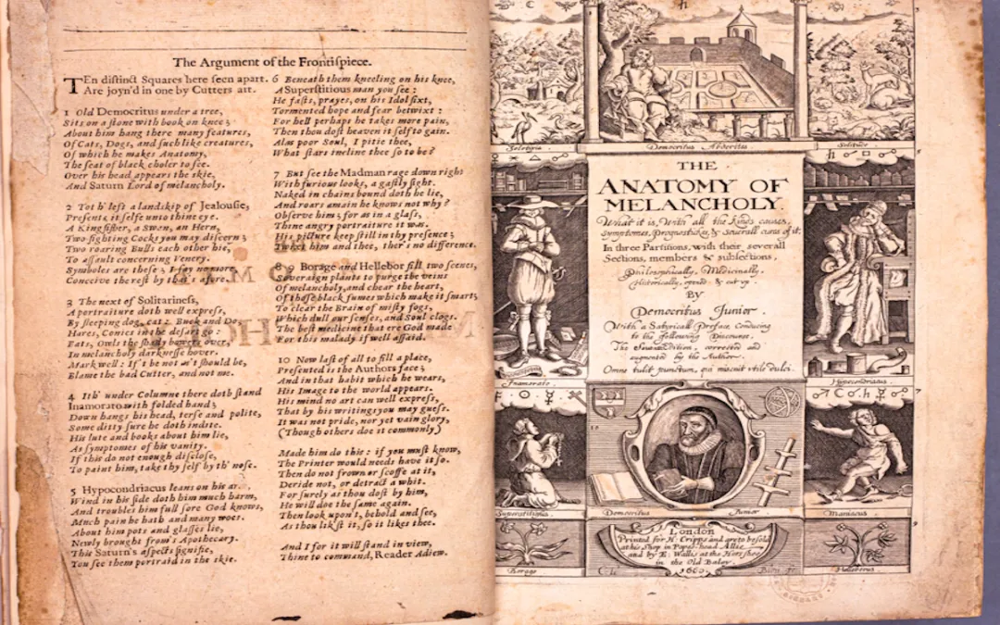 The Argument of the Frontiſpiece.
TEn diſtinct Squares here ſeen apart.
Are joyn'd in one by Cutters art.
1 Old Democritus under a tree,
Sits on a ſtone with book on knee;
About him hang there many features,
Of Cats, Dogs, and ſuch like creatures,
Of which he makes Anatomy,
The ſeat of black choler to ſee.
Over his head appears the skie,
And Saturn Lord of melancholy.
2 Tot h' left a landſkip of Jealouſie,
Preſents it ſelfe unto thine eye.
A Kingfiſher, a Swon, an Hern,
Two fighting Cocks you may diſcern;
Two roaring Bulls each other hie,
To aſſault concerning Venery.
Symboles are theſe; I ſay no more,
Conceive the reſt by that's afore.
3 The next of Solitarineſs,
A portraiture doth well expreſs,
By ſleeping dog, cat: Buck and Do
Hares, Conies in the deſart go:
Bats, Owls the ſhady bowers over,
In melancholy darkneſſe hover.
Mark well: If't be not as't ſhould be,
Blame the bad Cutter, and not me.
4 Ith' under Columne there doth ſtand
Inamorato with folded hand;
Down hangs his head, terſe and polite,
Some ditty ſure he doth indite.
His lute and books about him lie,
As ſymptomes of his vanity.
If this do not enough diſcloſe,
To paint him, take thy ſelf by th' noſe.
5 Hypocondriacus leans on his ar
Wind in his ſide doth him much harm,
And troubles him full ſore God knows,
Much pain he hath and many woes.
About him pots and glaſſes lie,
Newly brought from's Apothecary.
This Saturn's aſpects ſignifie,
You ſee them portraid in the skie.
6 Beneath them kneeling on his knee,
A Superſtitious man you ſee:
He faſts, prayes, on his Idol fixt,
Tormented hope and fear betwixt:
For hell perhaps he takes more pain,
Then thou doſt heaven it ſelf to gain.
Alas poor Soul, I pitie thee,
What ſtars incline thee ſo to be?
7 But ſee the Madman rage down right
With furious looks, a gaſtly ſight.
Naked in chains bound doth he lie,
And roars amain he knows not why?
Obſerve him; for as in a glaſs,
Thine angry portraiture it was.
His picture keep ſtill in thy preſence;
Twixt him and thee, ther's no difference.
8 9 Borage and Hellebor fill two ſcenes,
Soveraign plants to purge the veins
Of melancholy, and chear the heart,
Of thoſe black fumes which make it ſmart;
To clear the Brain of miſty fogs,
Which dull our ſenſes, and Soul clogs.
The beſt medicine that ere God made
For this malady if well aſſaid.
10 Now laſt of all to fill a place,
Preſented is the Authors face;
And in that habit which he wears,
His Image to the world appears.
His mind no art can well expreſs,
That by his writings you may gueſs.
It was not pride, nor yet vain glory,
(Though others doe it commonly)
Made him do this: if you muſt know,
The Printer would needs have it ſo.
Then do not frown or ſcoffe at it,
Deride not, or detract a whit.
For ſurely as thou doſt by him,
He will doe the ſame again.
Then look upon't, behold and ſee,
As thou lik'ſt it, ſo it likes thee.
And I for it will ſtand in view,
Thine to command, Reader Adiew.
Zelotypia
Democritus Abderites
Solitudo
THE
ANATOMY OF
MELANCHOLY.
What it is, With all the kinds cauſes,
ſymptomes, prognoſtickes, & ſeverall cures of it.
In three Partitions, with their severall
Sections, members & subſections,
Philoſophically, Medicinally,
Historically, opened & cut up.
BY
Democritus Junior.
With a Satyricall Preface Conducing
to the following Discourse.
The Edition, corrected and
augmented by the Author.
Omne tulit punctum, qui miscuit vtile dulci.
Inamorato.
Hypocondriacus.
Superstitiosus.
Democritus Junior.
Maniacus.
London
Printed for H. Cripps and are to be ſold
at his Shop in Popes-head Allie
and by E. Wallis at the Horſ ſhoo
in the Old Baley.
1660
Borago
Helleborus.